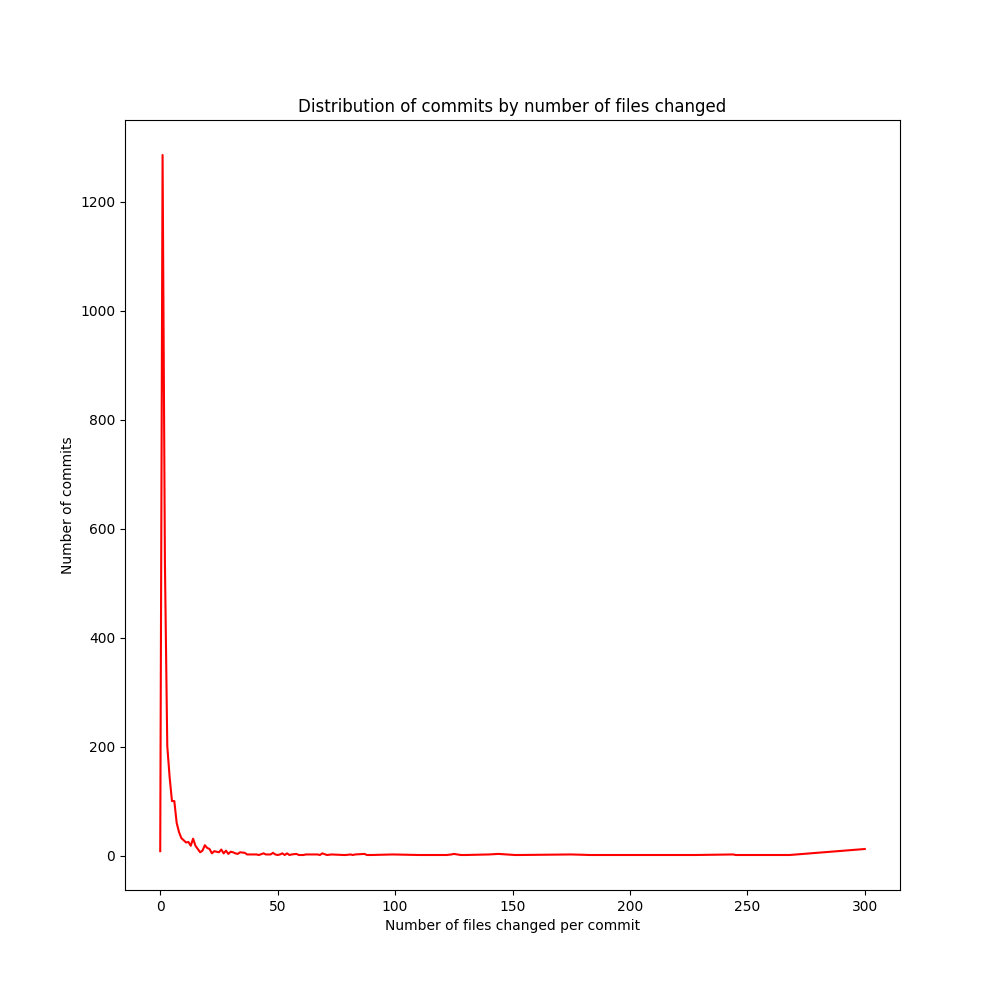 Distribution of commits by number of files changed
1200
1000
800
600
400
200
0
Number of commits
0 50 100 150 200 250 300
Number of files changed per commit